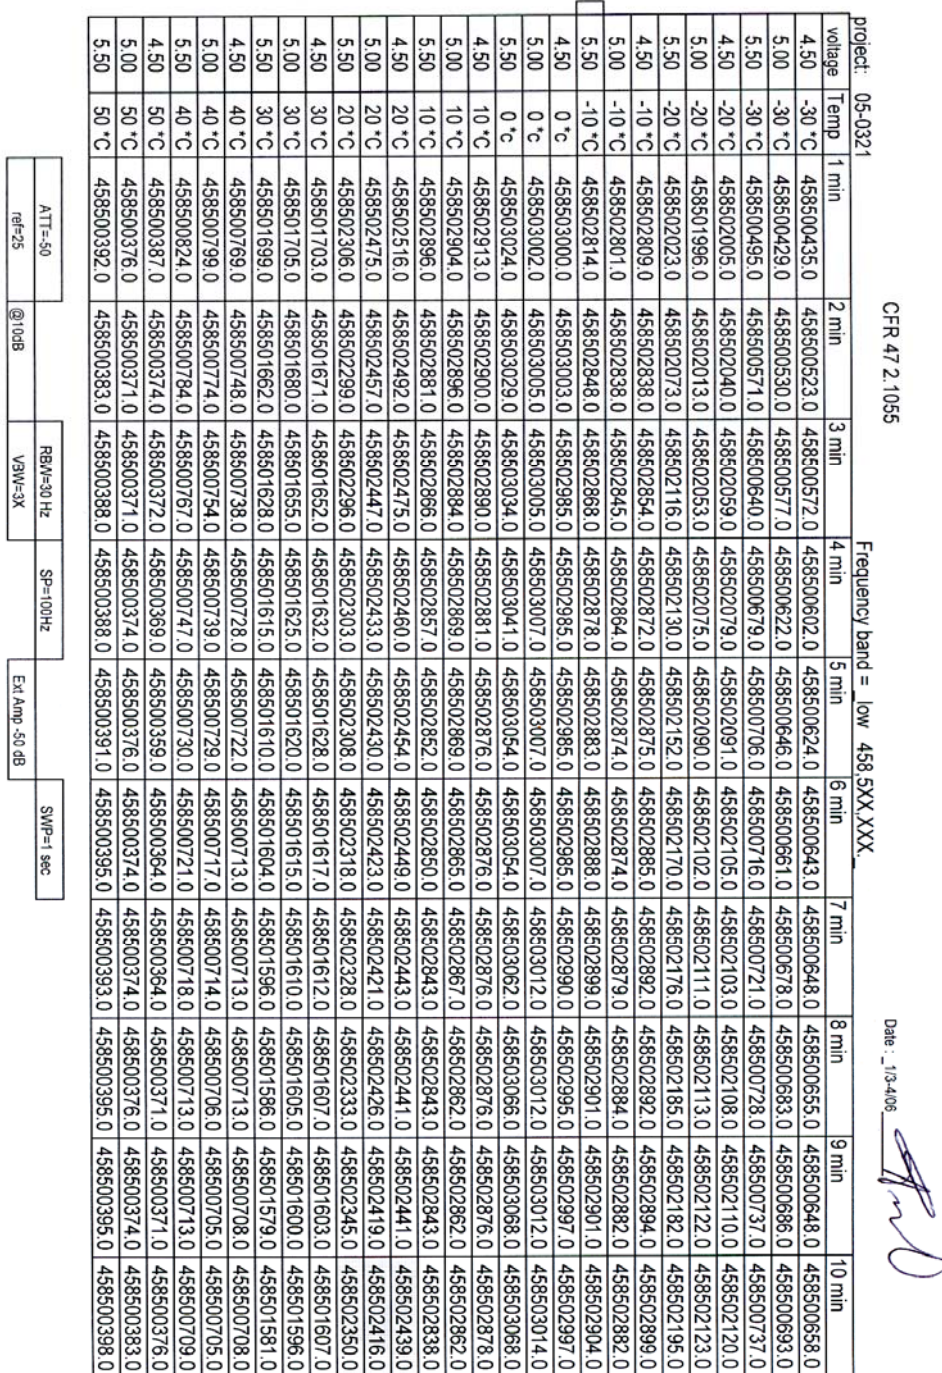 project: 05-0321 CFR 47 2.1055 Frequency band = _low 458,5XX,XXX._ Date : _1/3-4/06_
voltage Temp 1 min 2 min 3 min 4 min 5 min 6 min 7 min 8 min 9 min 10 min
4.50 -30 *C 458500435.0 458500523.0 458500572.0 458500602.0 458500624.0 458500643.0 458500648.0 458500655.0 458500648.0 458500658.0
5.00 -30 *C 458500429.0 458500530.0 458500577.0 458500622.0 458500646.0 458500661.0 458500678.0 458500683.0 458500686.0 458500693.0
5.50 -30 *C 458500495.0 458500571.0 458500640.0 458500679.0 458500706.0 458500716.0 458500721.0 458500728.0 458500737.0 458500737.0
4.50 -20 *C 458502005.0 458502040.0 458502059.0 458502079.0 458502091.0 458502105.0 458502103.0 458502108.0 458502110.0 458502120.0
5.00 -20 *C 458501996.0 458502013.0 458502053.0 458502075.0 458502090.0 458502102.0 458502111.0 458502113.0 458502122.0 458502123.0
5.50 -20 *C 458502023.0 458502073.0 458502116.0 458502130.0 458502152.0 458502170.0 458502176.0 458502185.0 458502182.0 458502195.0
4.50 -10 *C 458502809.0 458502838.0 458502854.0 458502872.0 458502875.0 458502885.0 458502892.0 458502892.0 458502894.0 458502899.0
5.00 -10 *C 458502801.0 458502838.0 458502845.0 458502864.0 458502874.0 458502874.0 458502879.0 458502884.0 458502882.0 458502882.0
5.50 -10 *C 458502814.0 458502848.0 458502868.0 458502878.0 458502883.0 458502888.0 458502899.0 458502901.0 458502901.0 458502904.0
4.50 0 *c 458503000.0 458503003.0 458502985.0 458502985.0 458502985.0 458502985.0 458502990.0 458502995.0 458502997.0 458502997.0
5.00 0 *c 458503002.0 458503005.0 458503005.0 458503007.0 458503007.0 458503007.0 458503012.0 458503012.0 458503012.0 458503014.0
5.50 0 *c 458503024.0 458503029.0 458503034.0 458503041.0 458503054.0 458503054.0 458503062.0 458503066.0 458503068.0 458503068.0
4.50 10 *C 458502913.0 458502900.0 458502890.0 458502881.0 458502876.0 458502876.0 458502876.0 458502876.0 458502876.0 458502878.0
5.00 10 *C 458502904.0 458502896.0 458502884.0 458502869.0 458502869.0 458502865.0 458502867.0 458502862.0 458502862.0 458502862.0
5.50 10 *C 458502896.0 458502881.0 458502866.0 458502857.0 458502852.0 458502850.0 458502843.0 458502843.0 458502843.0 458502838.0
4.50 20 *C 458502516.0 458502492.0 458502475.0 458502460.0 458502454.0 458502449.0 458502443.0 458502441.0 458502441.0 458502439.0
5.00 20 *C 458502475.0 458502457.0 458502447.0 458502433.0 458502430.0 458502423.0 458502421.0 458502426.0 458502419.0 458502416.0
5.50 20 *C 458502306.0 458502299.0 458502296.0 458502303.0 458502308.0 458502318.0 458502328.0 458502333.0 458502345.0 458502350.0
4.50 30 *C 458501703.0 458501671.0 458501652.0 458501632.0 458501628.0 458501617.0 458501612.0 458501607.0 458501603.0 458501607.0
5.00 30 *C 458501705.0 458501680.0 458501655.0 458501625.0 458501620.0 458501615.0 458501610.0 458501605.0 458501600.0 458501596.0
5.50 30 *C 458501699.0 458501662.0 458501628.0 458501615.0 458501610.0 458501604.0 458501596.0 458501586.0 458501579.0 458501581.0
4.50 40 *C 458500769.0 458500748.0 458500738.0 458500728.0 458500722.0 458500713.0 458500713.0 458500713.0 458500708.0 458500708.0
5.00 40 *C 458500799.0 458500774.0 458500754.0 458500739.0 458500729.0 458500717.0 458500714.0 458500706.0 458500705.0 458500705.0
5.50 40 *C 458500824.0 458500784.0 458500767.0 458500747.0 458500730.0 458500721.0 458500718.0 458500713.0 458500713.0 458500709.0
4.50 50 *C 458500387.0 458500374.0 458500372.0 458500369.0 458500359.0 458500364.0 458500364.0 458500371.0 458500371.0 458500376.0
5.00 50 *C 458500376.0 458500371.0 458500371.0 458500374.0 458500376.0 458500374.0 458500374.0 458500376.0 458500374.0 458500383.0
5.50 50 *C 458500392.0 458500383.0 458500388.0 458500388.0 458500391.0 458500395.0 458500393.0 458500395.0 458500395.0 458500398.0
ATT=-50 RBW=30 Hz SP=100Hz SWP=1 sec
ref=25 @10dB VBW=3X Ext Amp -50 dB